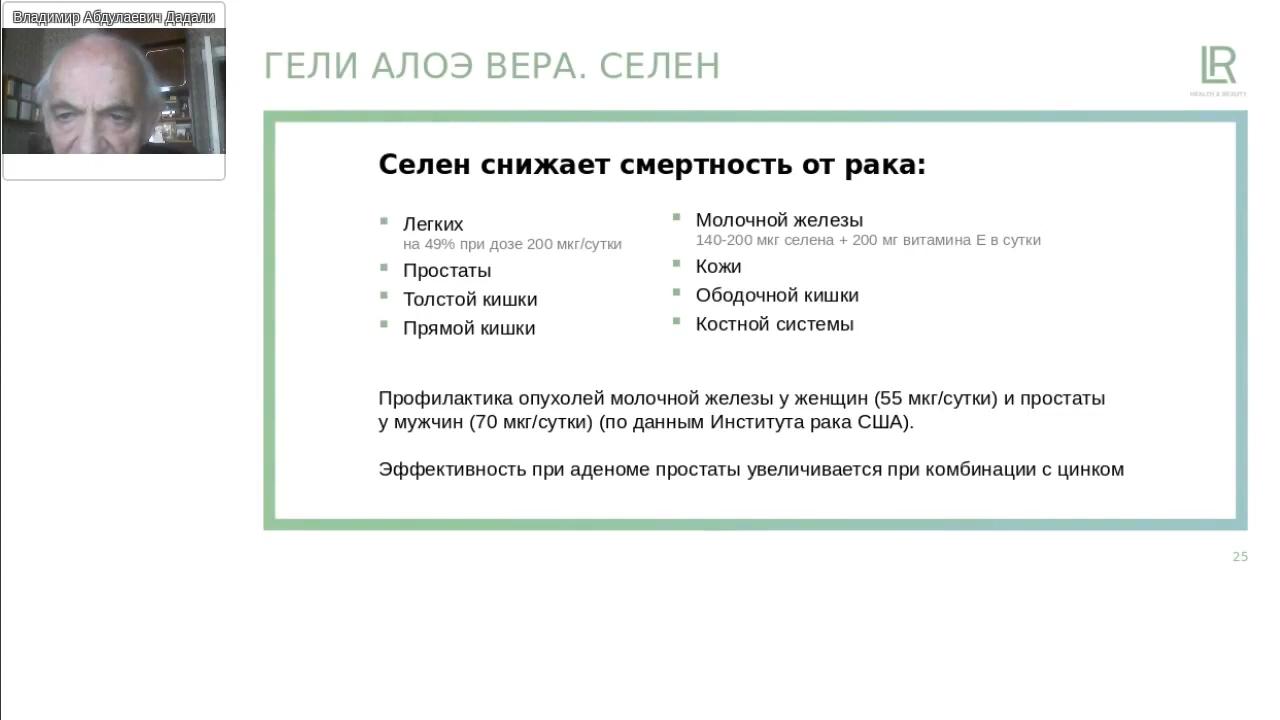 Владимир Абдулаевич Дадали
ГЕЛИ АЛОЭ ВЕРА. СЕЛЕН
LR
HEALTH & BEAUTY
Селен снижает смертность от рака:
Легких
на 49% при дозе 200 мкг/сутки
Простаты
Толстой кишки
Прямой кишки
Молочной железы
140-200 мкг селена + 200 мг витамина Е в сутки
Кожи
Ободочной кишки
Костной системы
Профилактика опухолей молочной железы у женщин (55 мкг/сутки) и простаты
у мужчин (70 мкг/сутки) (по данным Института рака США).
Эффективность при аденоме простаты увеличивается при комбинации с цинком
25